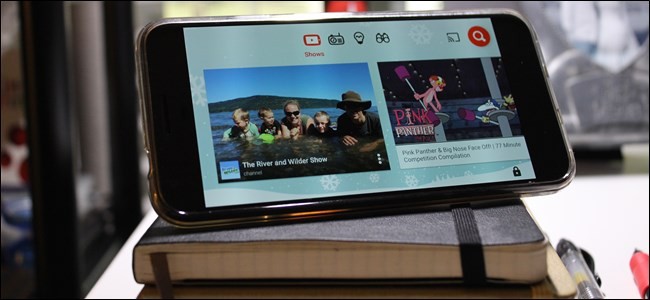 Shows
The River and Wilder Show
channel
PINK
PANTHER
Pink Panther & Big Nose Face Off! | 77 Minute
Competition Compilation